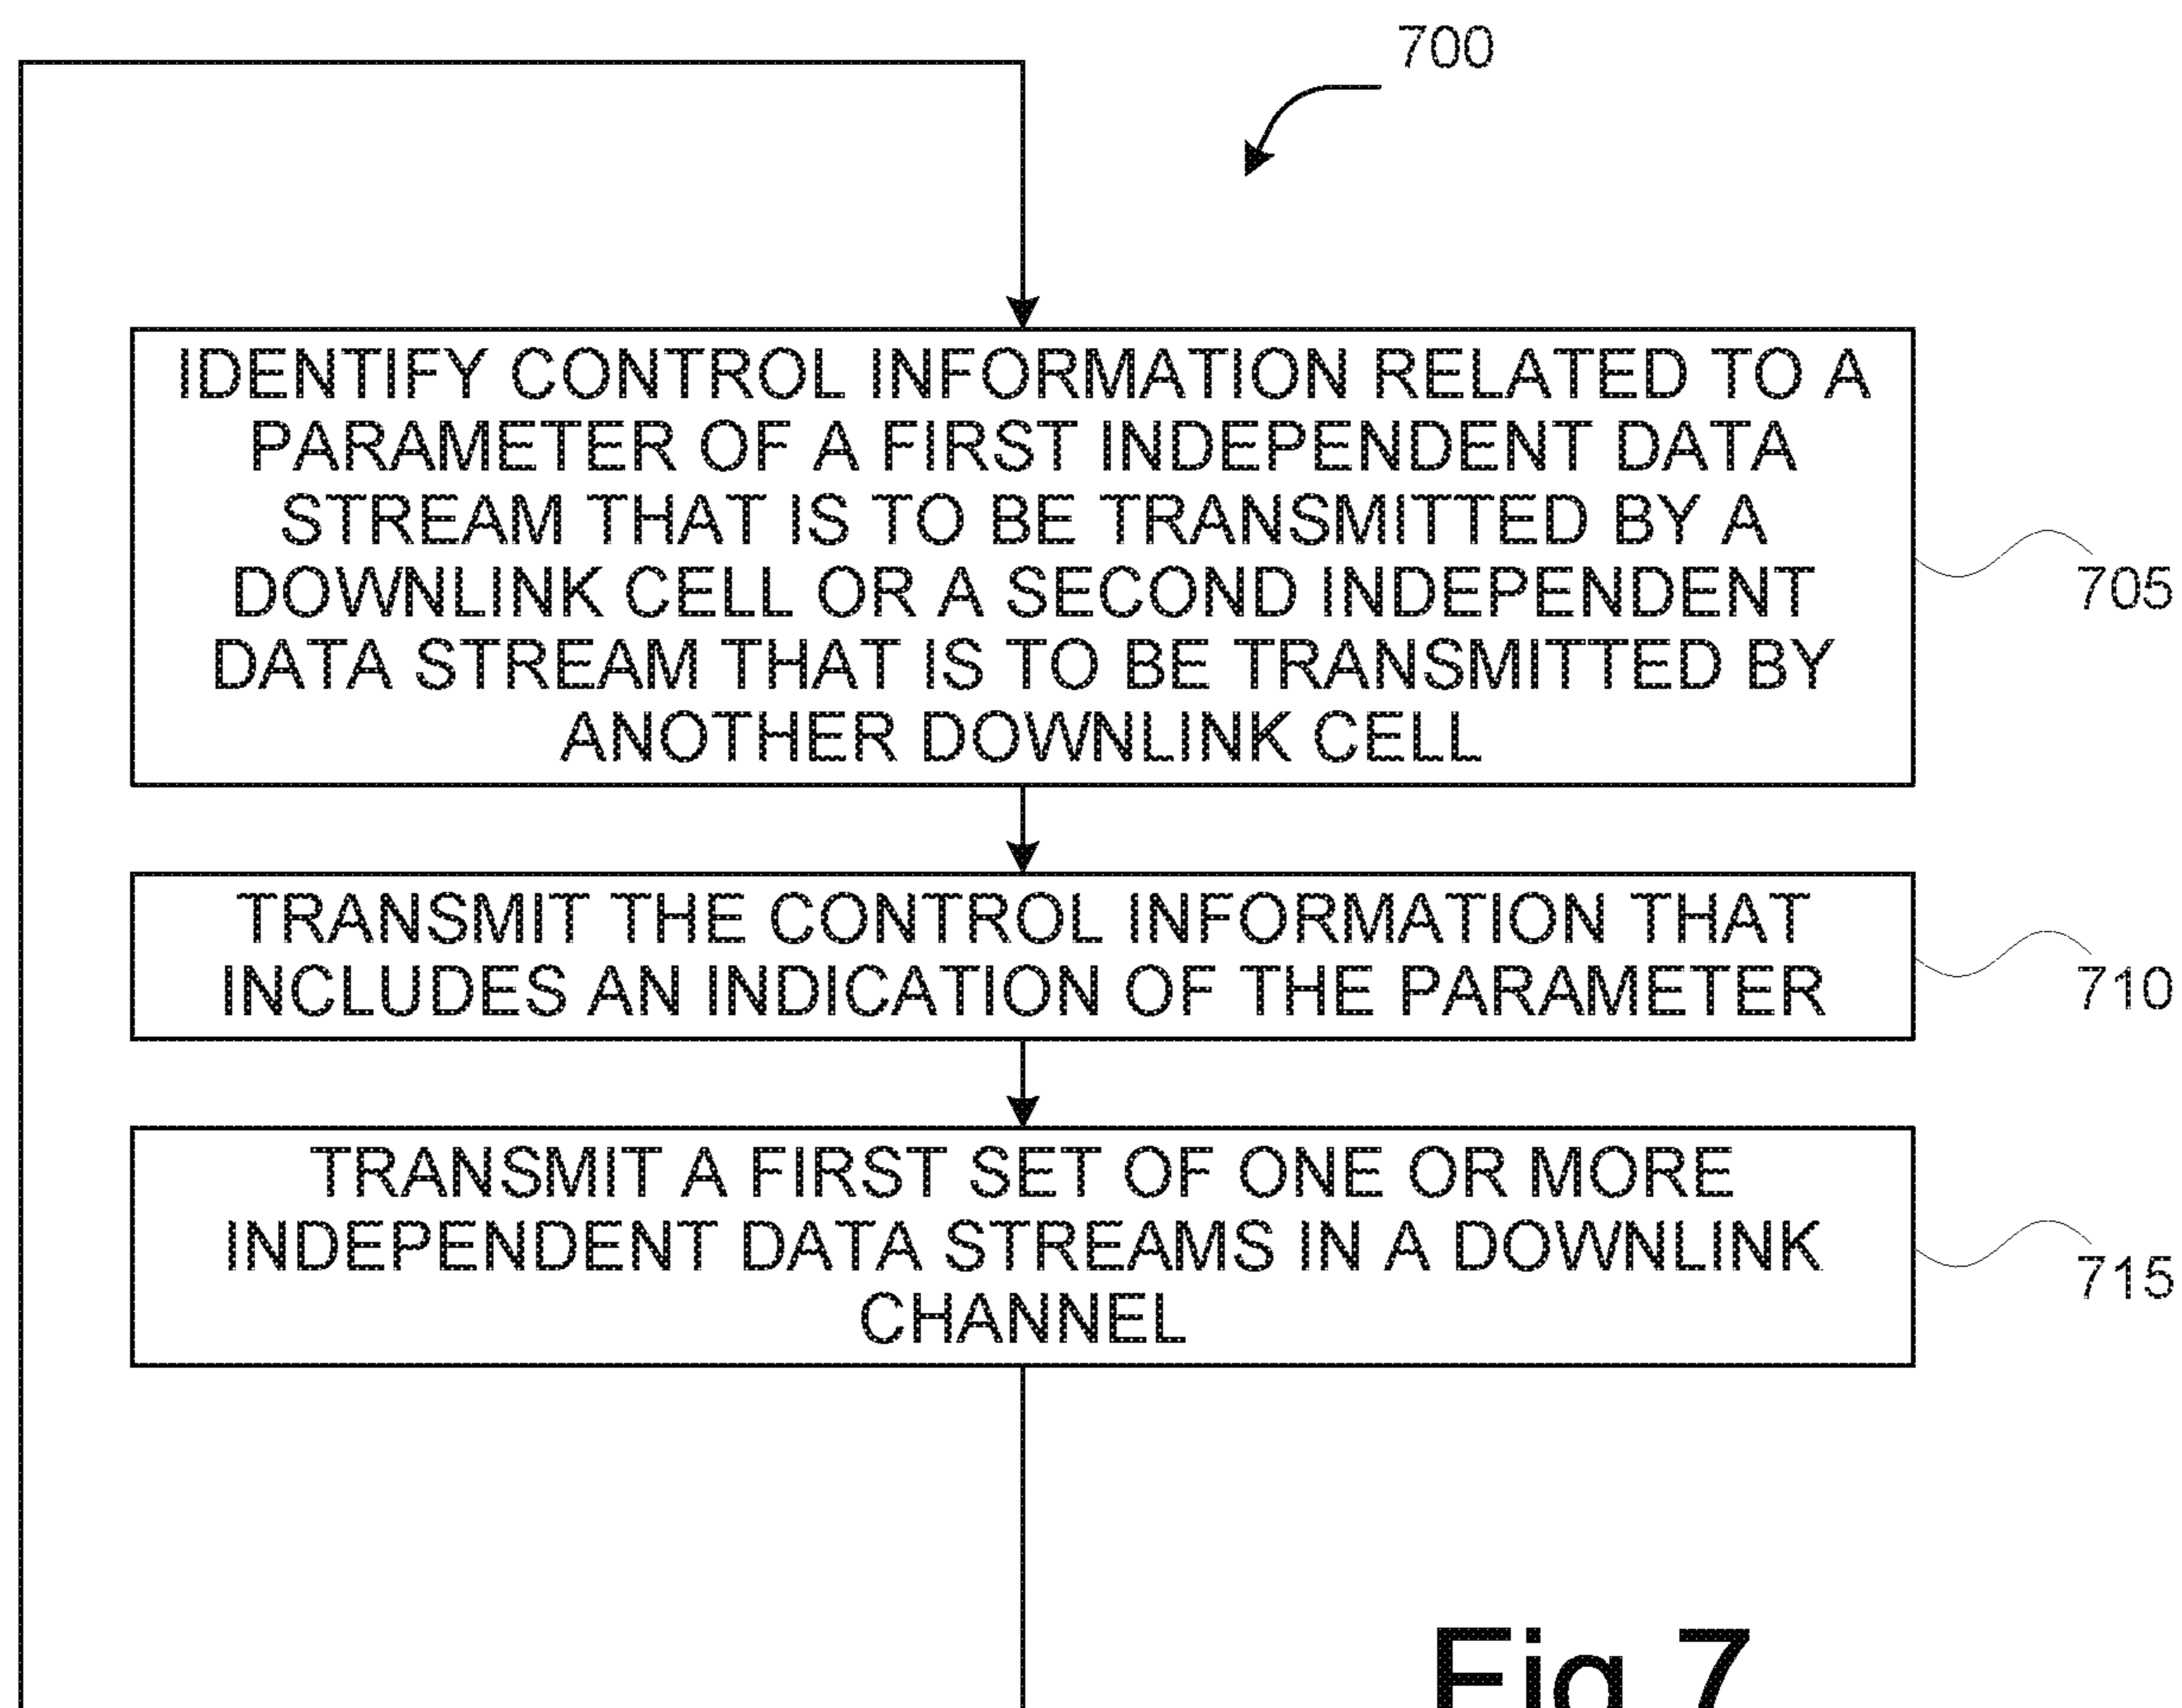 700
IDENTIFY CONTROL INFORMATION RELATED TO A
PARAMETER OF A FIRST INDEPENDENT DATA
STREAM THAT IS TO BE TRANSMITTED BY A
DOWNLINK CELL OR A SECOND INDEPENDENT
DATA STREAM THAT IS TO BE TRANSMITTED BY
ANOTHER DOWNLINK CELL
705
TRANSMIT THE CONTROL INFORMATION THAT
INCLUDES AN INDICATION OF THE PARAMETER
710
TRANSMIT A FIRST SET OF ONE OR MORE
INDEPENDENT DATA STREAMS IN A DOWNLINK
CHANNEL
715
Fig 7